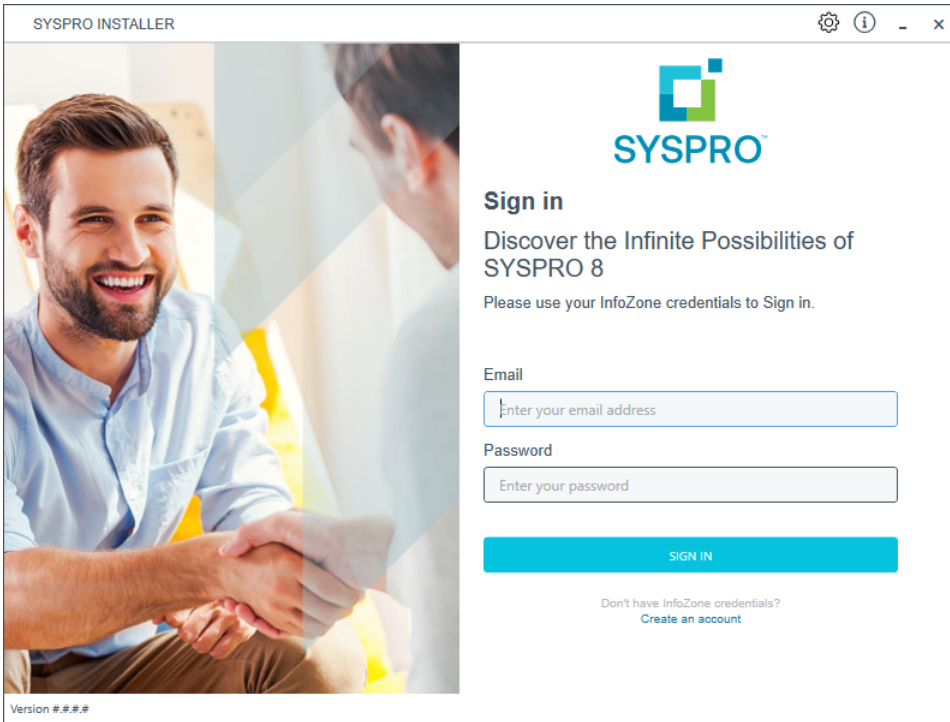 SYSPRO INSTALLER
SYSPRO™
Sign in
Discover the Infinite Possibilities of
SYSPRO 8
Please use your InfoZone credentials to Sign in.
Email
Enter your email address
Password
Enter your password
SIGN IN
Don't have InfoZone credentials?
Create an account
Version #.#.#.#